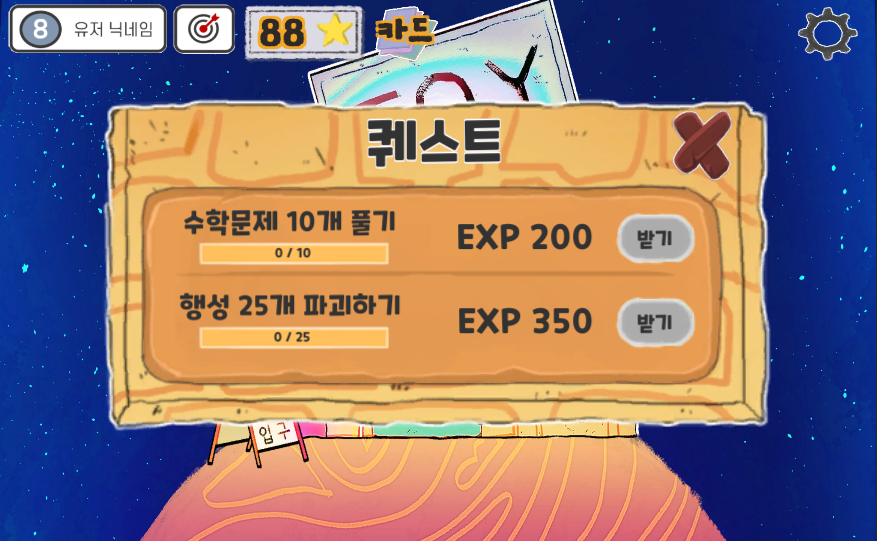 8 유저 닉네임
88
카드
퀘스트
수학문제 10개 풀기
0 / 10
EXP 200
받기
행성 25개 파괴하기
0 / 25
EXP 350
받기
입구